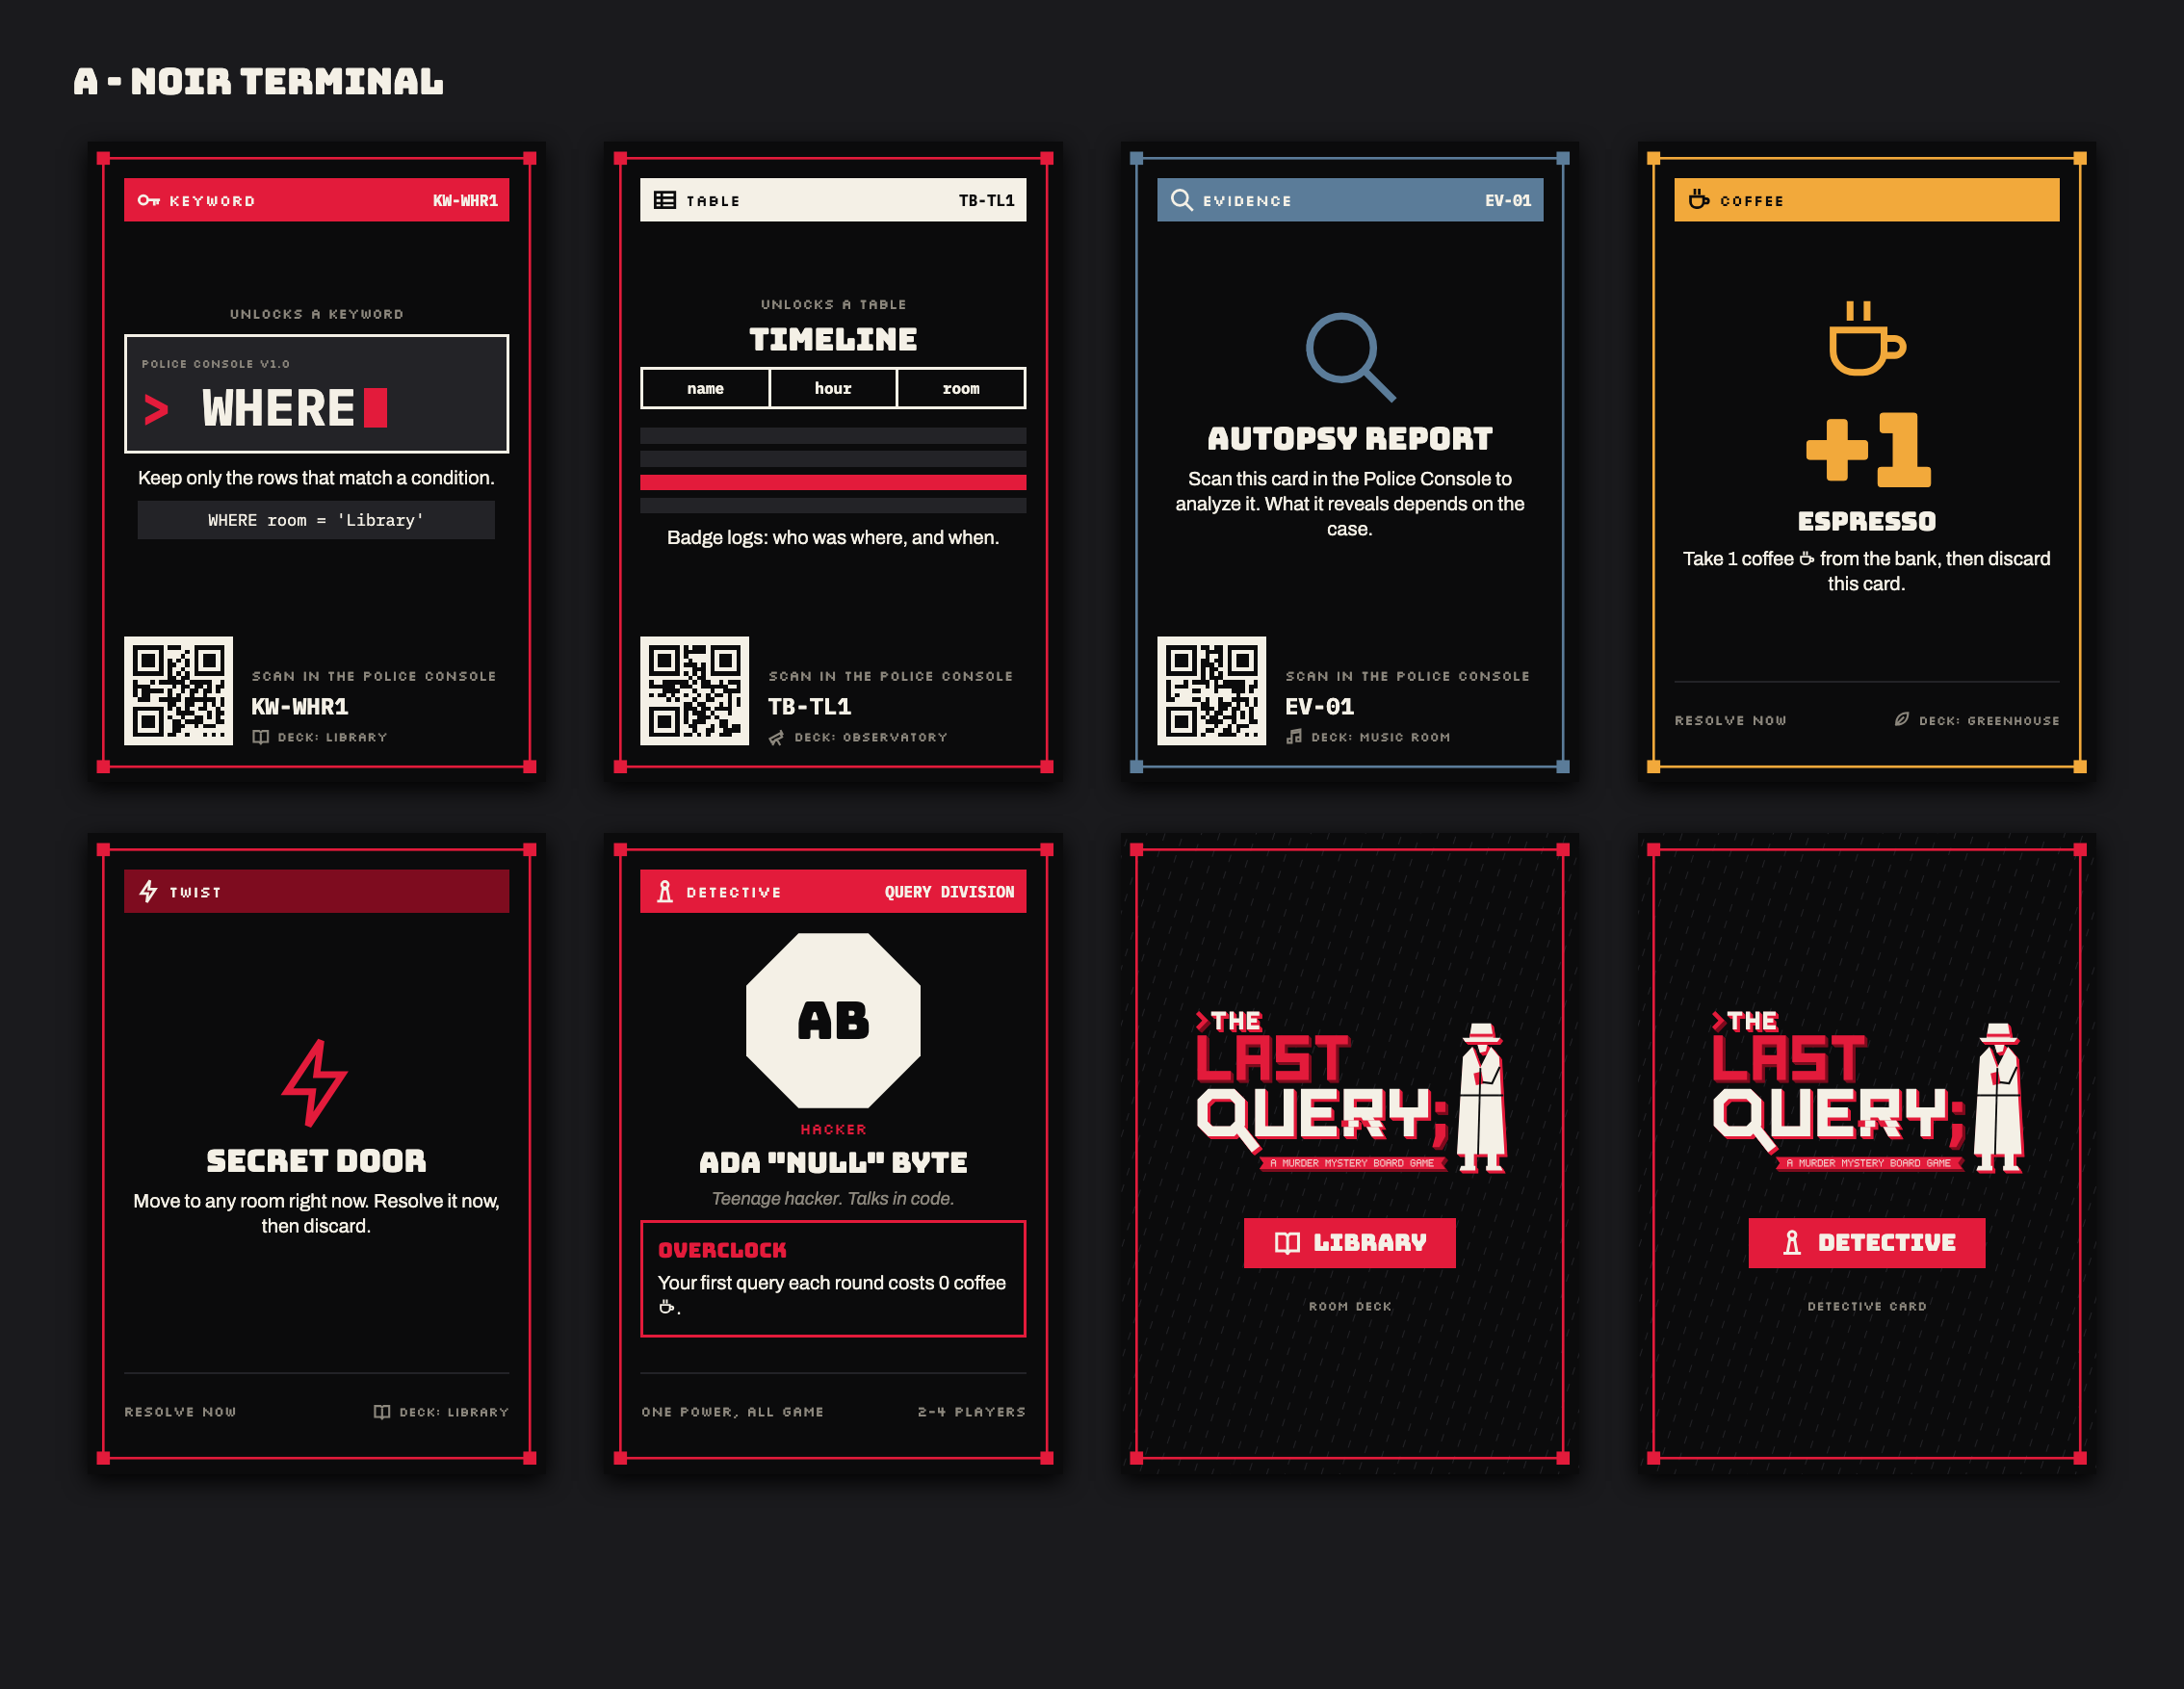 A - NOIR TERMINAL
KEYWORD KW-WHR1
UNLOCKS A KEYWORD
POLICE CONSOLE V1.0
> WHERE
Keep only the rows that match a condition.
WHERE room = 'Library'
SCAN IN THE POLICE CONSOLE
KW-WHR1
DECK: LIBRARY
TABLE TB-TL1
UNLOCKS A TABLE
TIMELINE
name hour room
Badge logs: who was where, and when.
SCAN IN THE POLICE CONSOLE
TB-TL1
DECK: OBSERVATORY
EVIDENCE EV-01
AUTOPSY REPORT
Scan this card in the Police Console to
analyze it. What it reveals depends on the
case.
SCAN IN THE POLICE CONSOLE
EV-01
DECK: MUSIC ROOM
COFFEE
+1
ESPRESSO
Take 1 coffee from the bank, then discard
this card.
RESOLVE NOW DECK: GREENHOUSE
TWIST
SECRET DOOR
Move to any room right now. Resolve it now,
then discard.
RESOLVE NOW DECK: LIBRARY
DETECTIVE QUERY DIVISION
AB
HACKER
ADA "NULL" BYTE
Teenage hacker. Talks in code.
OVERCLOCK
Your first query each round costs 0 coffee
.
ONE POWER, ALL GAME 2-4 PLAYERS
>THE
LAST
QUERY;
A MURDER MYSTERY BOARD GAME
LIBRARY
ROOM DECK
>THE
LAST
QUERY;
A MURDER MYSTERY BOARD GAME
DETECTIVE
DETECTIVE CARD